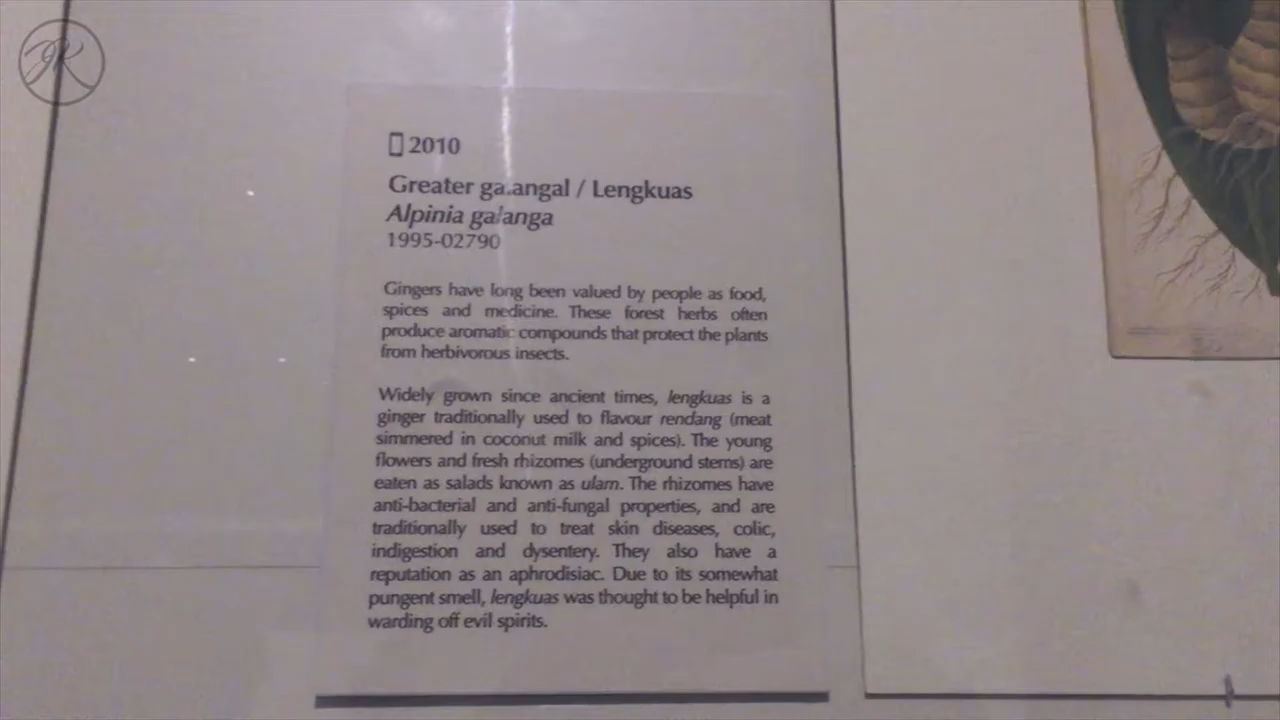 JK
2010
Greater galangal / Lengkuas
Alpinia galanga
1995-02790
Gingers have long been valued by people as food,
spices and medicine. These forest herbs often
produce aromatic compounds that protect the plants
from herbivorous insects.
Widely grown since ancient times, lengkuas is a
ginger traditionally used to flavour rendang (meat
simmered in coconut milk and spices). The young
flowers and fresh rhizomes (underground stems) are
eaten as salads known as ulam. The rhizomes have
anti-bacterial and anti-fungal properties, and are
traditionally used to treat skin diseases, colic,
indigestion and dysentery. They also have a
reputation as an aphrodisiac. Due to its somewhat
pungent smell, lengkuas was thought to be helpful in
warding off evil spirits.